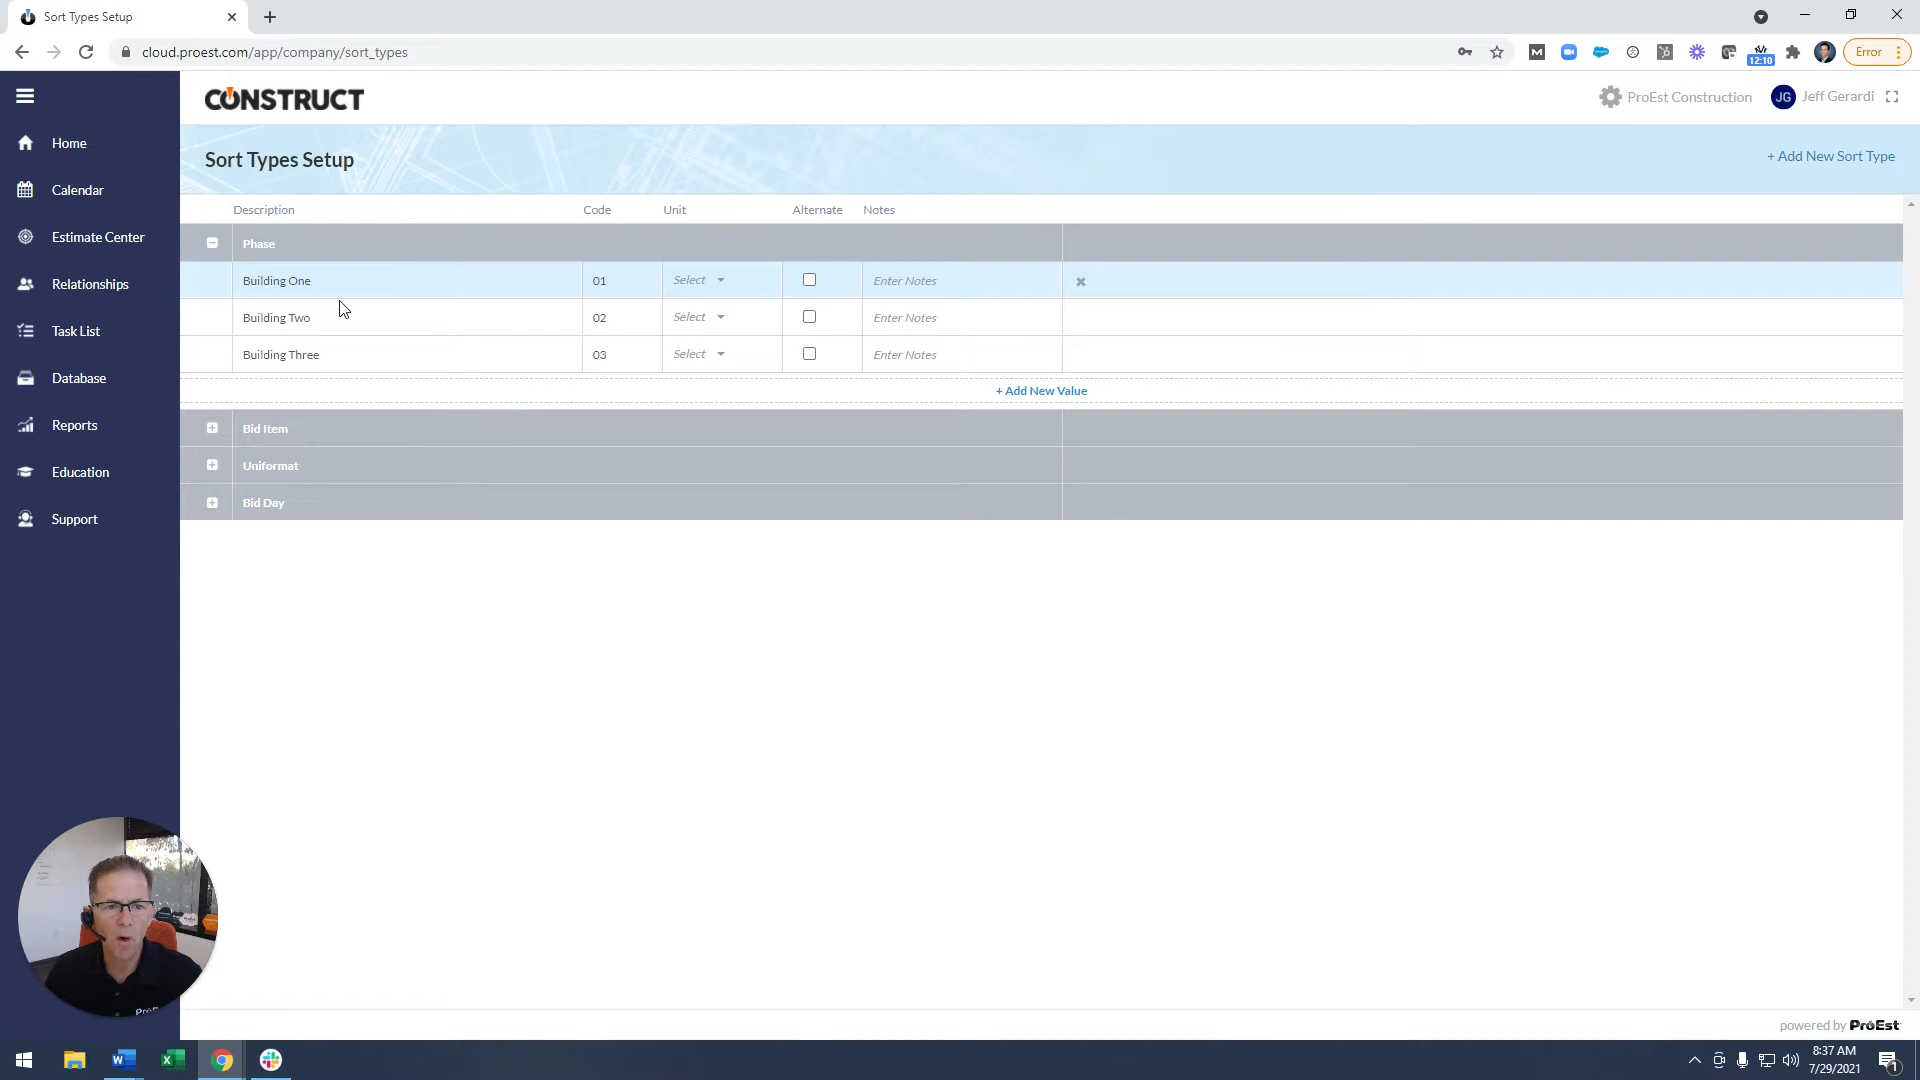 Sort Types Setup
cloud.proest.com/app/company/sort_types
12:10
Error
CONSTRUCT
ProEst Construction
JG
Jeff Gerardi
Home
Calendar
Estimate Center
Relationships
Task List
Database
Reports
Education
Support
Sort Types Setup
+ Add New Sort Type
Description Code Unit Alternate Notes
Phase
Building One 01 Select Enter Notes
Building Two 02 Select Enter Notes
Building Three 03 Select Enter Notes
+ Add New Value
Bid Item
Uniformat
Bid Day
powered by ProEst
8:37 AM
7/29/2021
1